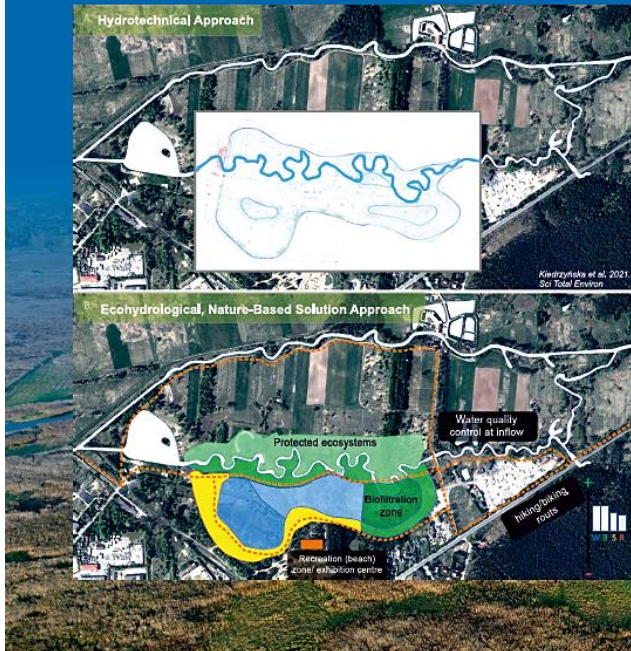 A. Hydrotechnical Approach
Kiedrzyńska et al. 2021.
Sci Total Environ
B. Ecohydrological, Nature-Based Solution Approach
Protected ecosystems
Water quality
control at inflow
Biofiltration
zone
hiking/biking
routs
Recreation (beach)
zone/ exhibition centre
+
W B S R
-